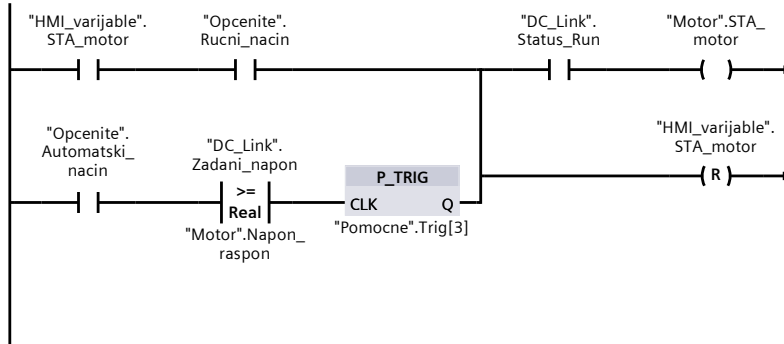 "HMI_varijable".
STA_motor
"Opcenite".
Rucni_nacin
"DC_Link".
Status_Run
"Motor".STA_
motor
"HMI_varijable".
STA_motor
R
"Opcenite".
Automatski_
nacin
"DC_Link".
Zadani_napon
>=
Real
"Motor".Napon_
raspon
P_TRIG
CLK Q
"Pomocne".Trig[3]